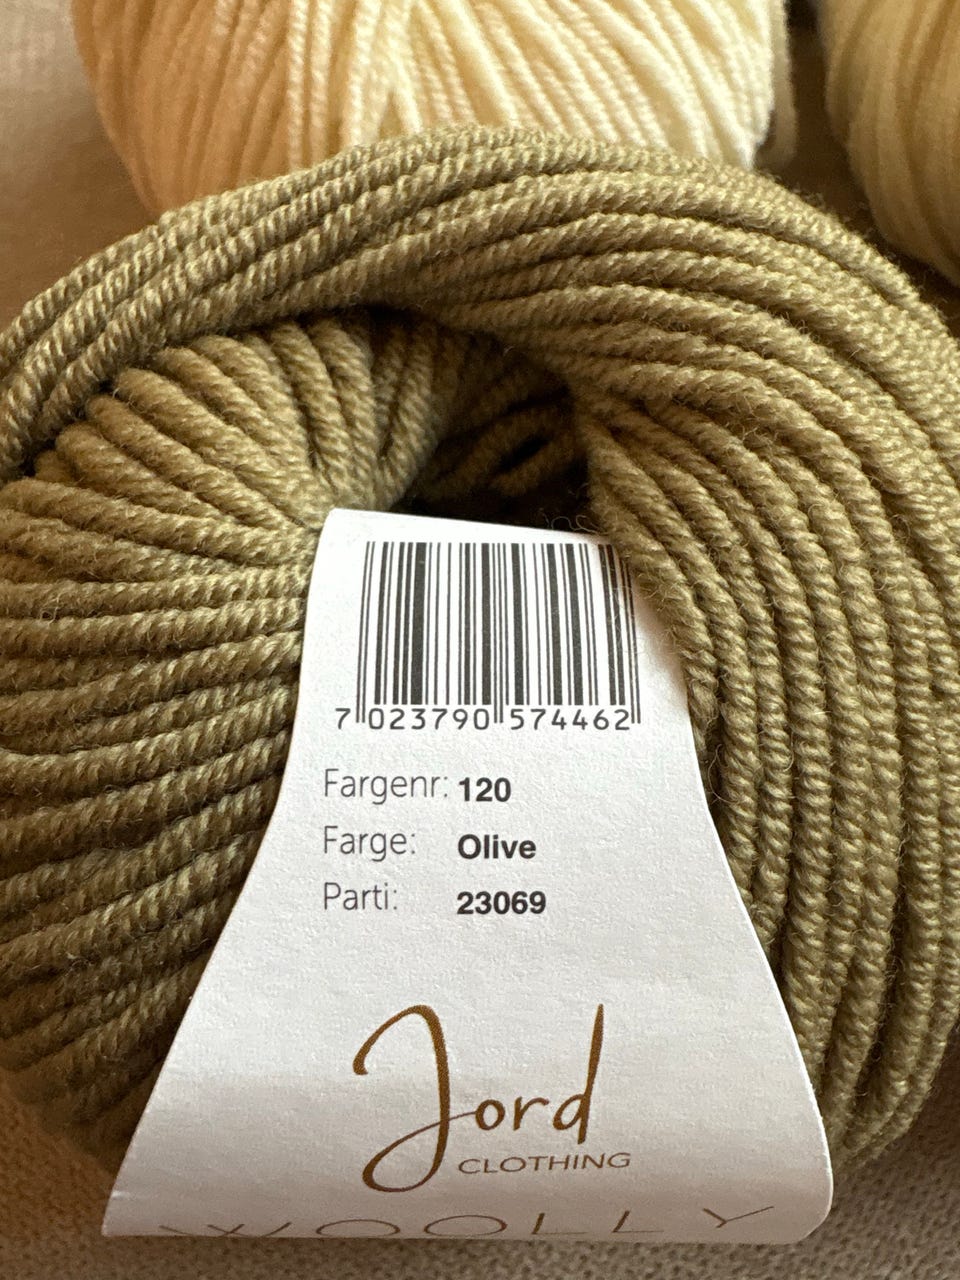 7 023790 574462
Fargenr: 120
Farge: Olive
Parti: 23069
Jord
CLOTHING
WOOLLY